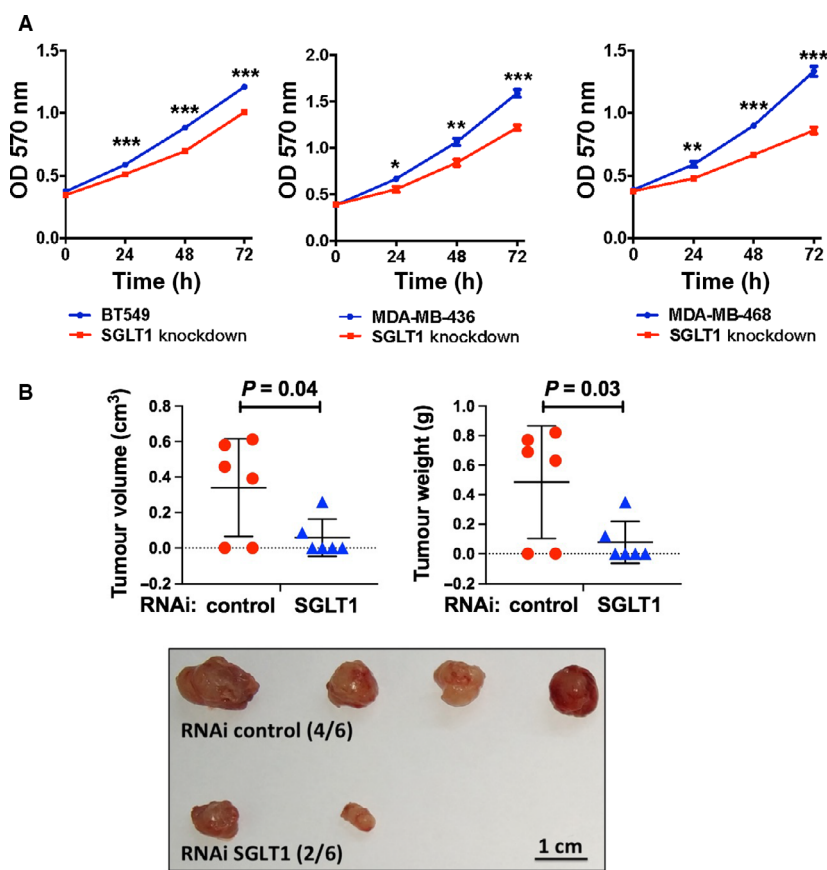 A
OD 570 nm
1.5
1.0
0.5
0.0
0 24 48 72
Time (h)
*** *** ***
BT549
SGLT1 knockdown
OD 570 nm
2.0
1.5
1.0
0.5
0.0
0 24 48 72
Time (h)
* ** ***
MDA-MB-436
SGLT1 knockdown
OD 570 nm
1.5
1.0
0.5
0.0
0 24 48 72
Time (h)
** *** ***
MDA-MB-468
SGLT1 knockdown
B
P = 0.04
Tumour volume (cm³)
0.8
0.6
0.4
0.2
0.0
–0.2
RNAi: control SGLT1
P = 0.03
Tumour weight (g)
1.0
0.8
0.6
0.4
0.2
0.0
–0.2
RNAi: control SGLT1
RNAi control (4/6)
RNAi SGLT1 (2/6)
1 cm